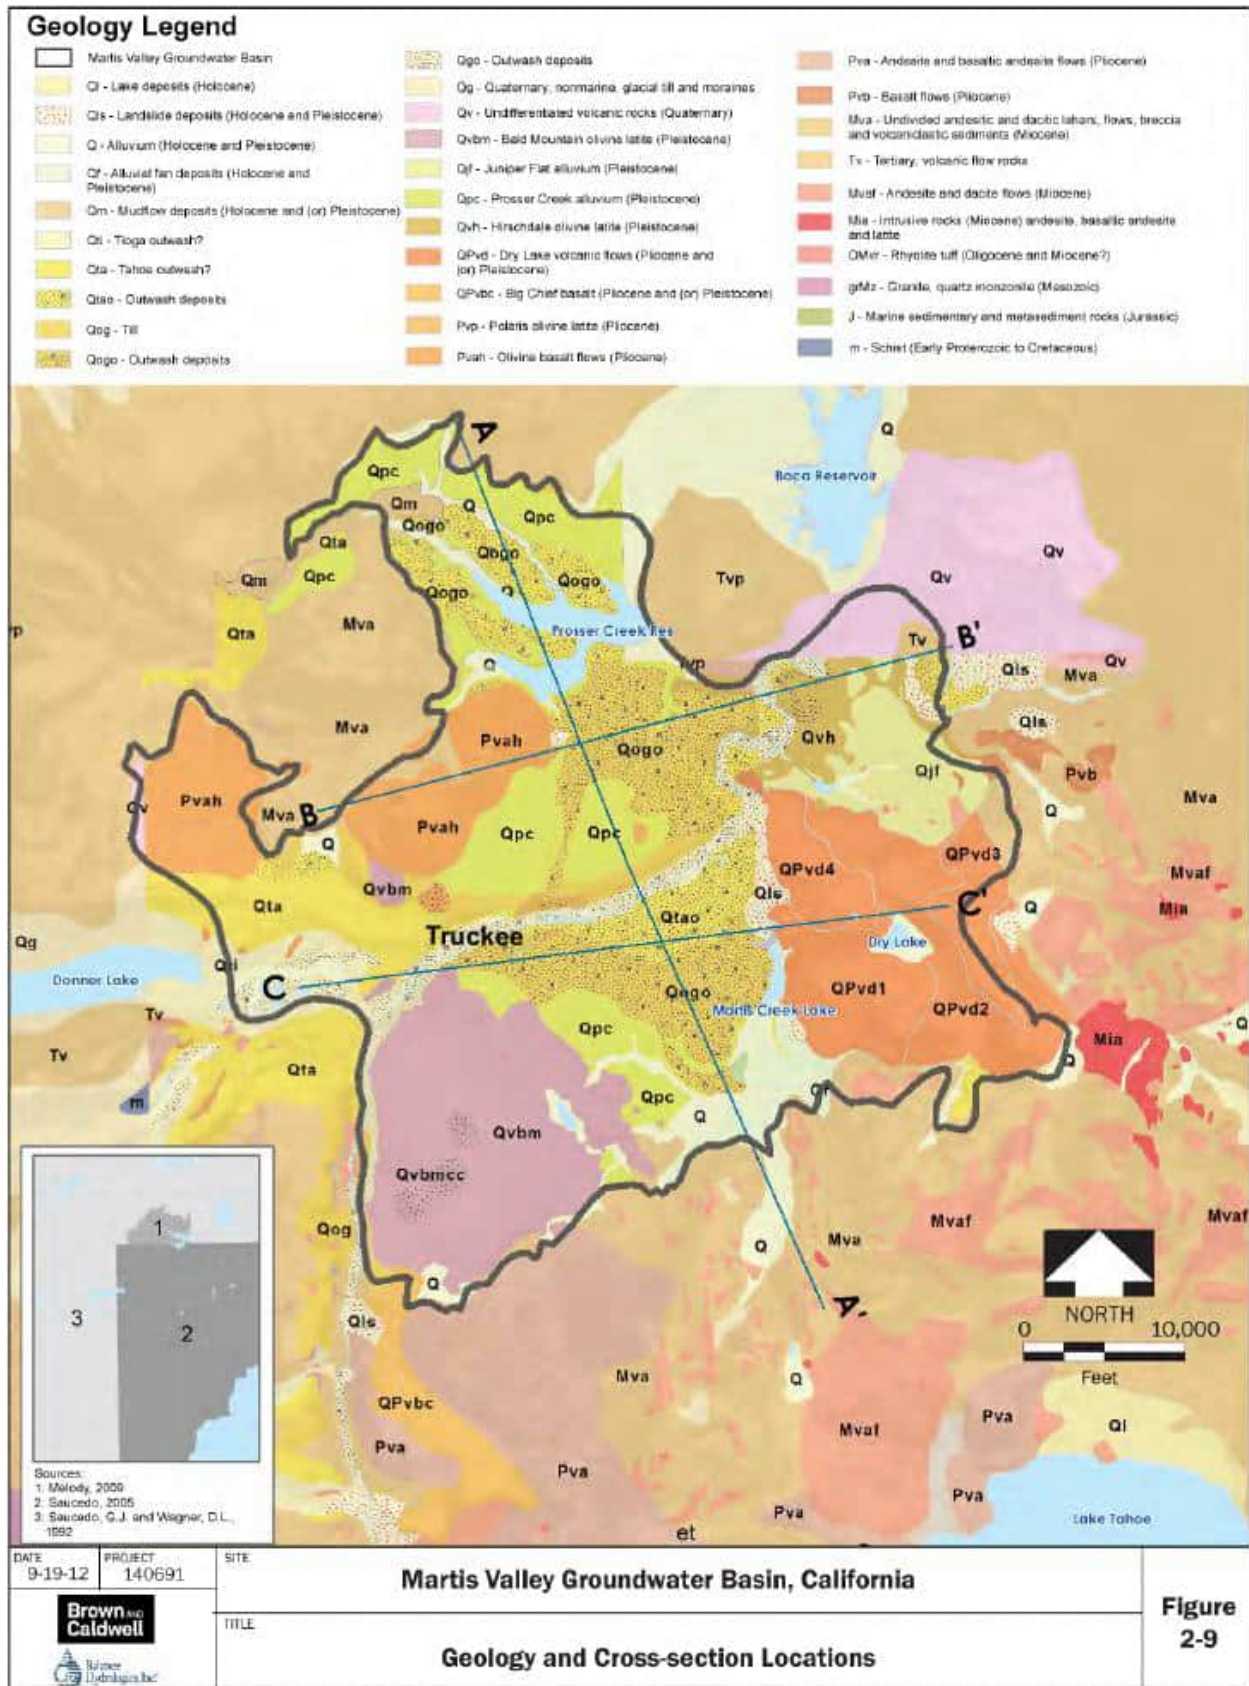 Geology Legend
Martis Valley Groundwater Basin
Ql - Lake deposits (Holocene)
Qls - Landslide deposits (Holocene and Pleistocene)
Q - Alluvium (Holocene and Pleistocene)
Qf - Alluvial fan deposits (Holocene and
Pleistocene)
Qm - Mudflow deposits (Holocene and (or) Pleistocene)
Qti - Tioga outwash?
Qta - Tahoe outwash?
Qtao - Outwash deposits
Qog - Till
Qogo - Outwash deposits
Qgo - Outwash deposits
Qg - Quaternary, nonmarine, glacial till and moraines
Qv - Undifferentiated volcanic rocks (Quaternary)
Qvbm - Bald Mountain olivine latite (Pleistocene)
Qjf - Juniper Flat alluvium (Pleistocene)
Qpc - Prosser Creek alluvium (Pleistocene)
Qvh - Hirschdale olivine latite (Pleistocene)
QPvd - Dry Lake volcanic flows (Pliocene and
(or) Pleistocene)
QPvbc - Big Chief basalt (Pliocene and (or) Pleistocene)
Pvp - Polaris olivine latite (Pliocene)
Pvah - Olivine basalt flows (Pliocene)
Pva - Andesite and basaltic andesite flows (Pliocene)
Pvb - Basalt flows (Pliocene)
Mva - Undivided andesitic and dacitic lahars, flows, breccia
and volcaniclastic sediments (Miocene)
Tv - Tertiary, volcanic flow rocks
Mvaf - Andesite and dacite flows (Miocene)
Mia - Intrusive rocks (Miocene) andesite, basaltic andesite
and latite
OMvr - Rhyolite tuff (Oligocene and Miocene?)
grMz - Granite, quartz monzonite (Mesozoic)
J - Marine sedimentary and metasediment rocks (Jurassic)
m - Schist (Early Proterozoic to Cretaceous)
A
Q
Qpc
Boca Reservoir
Qm
Q
Qogo
Qpc
Qta
Qogo
Qv
Qm
Qpc
Qogo
Qogo
Q
Tvp
Qv
Mva
Qta
Prosser Creek Res
Tv
B'
Q
Qls
Mva
Qv
Mva
Qls
Pvah
Qogo
Qvh
Qjf
Pvb
Mva
Qv
Pvah
Mva
B
Q
Pvah
Qpc
Qpc
Q
QPvd3
QPvd4
Mvaf
Qvbm
Qls
Qta
Qtao
C'
Q
Mia
Truckee
Qg
Dry Lake
Donner Lake
C
Qogo
QPvd1
QPvd2
Martis Creek Lake
Tv
Qpc
Q
Tv
Mia
Qta
Q
m
Qpc
Q
Qvbm
Qvbmcc
Mvaf
Mvaf
Qog
Q
Mva
Q
A'
NORTH
0 10,000
Feet
Qls
Mva
Q
QPvbc
Pva
Mvaf
Pva
Ql
Pva
Pva
Pva
Lake Tahoe
et
1
2
3
Sources:
1: Melody, 2009
2: Saucedo, 2005
3: Saucedo, G.J. and Wagner, D.L.,
1992
DATE
9-19-12
PROJECT
140691
SITE
Martis Valley Groundwater Basin, California
TITLE
Geology and Cross-section Locations
Figure
2-9
Brown AND
Caldwell
Balance
Hydrologics, Inc.